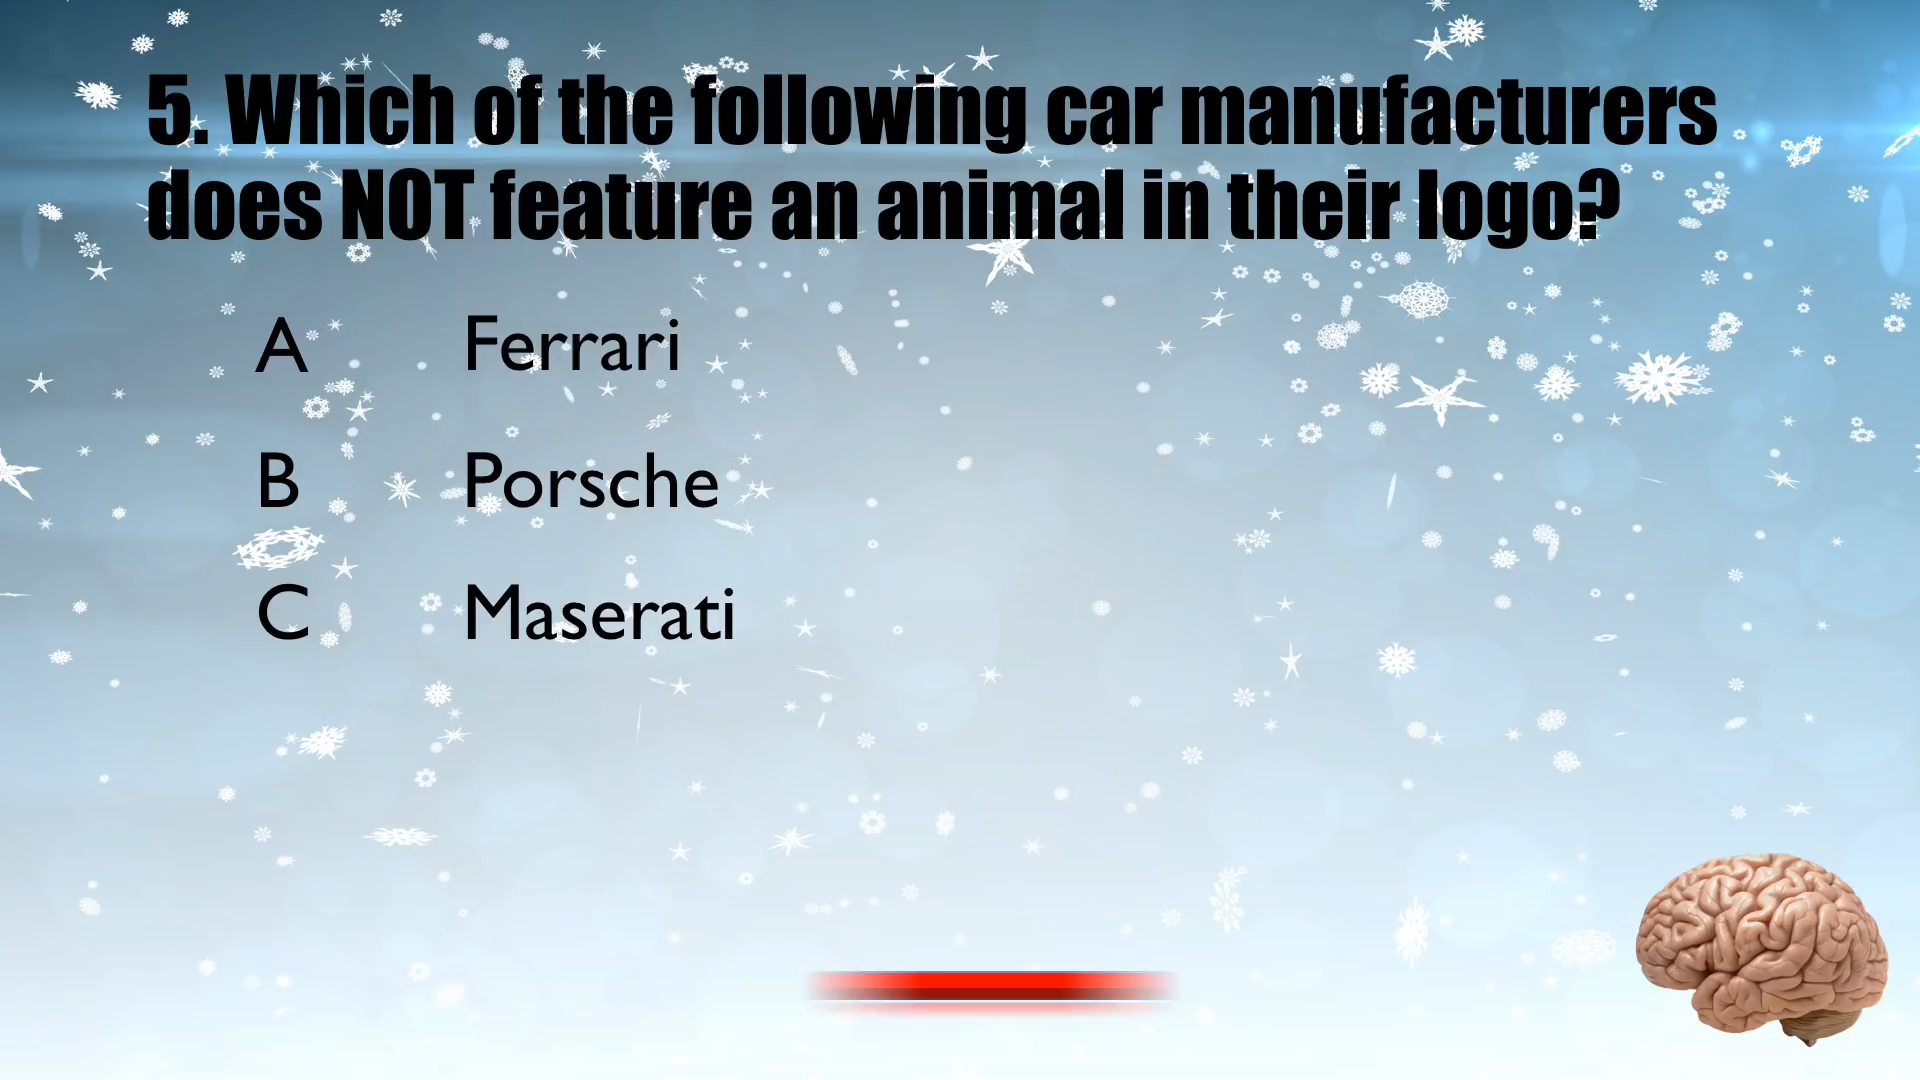 5. Which of the following car manufacturers
does NOT feature an animal in their logo?
A Ferrari
B Porsche
C Maserati